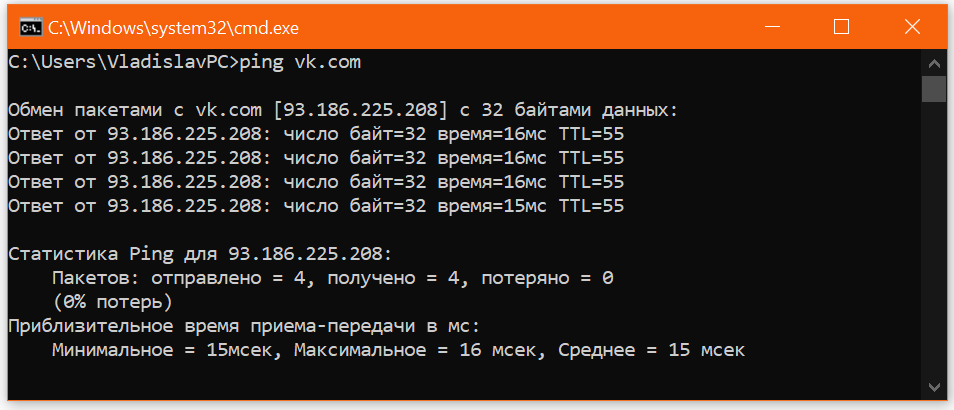 C:\Windows\system32\cmd.exe
C:\Users\VladislavPC>ping vk.com
Обмен пакетами с vk.com [93.186.225.208] с 32 байтами данных:
Ответ от 93.186.225.208: число байт=32 время=16мс TTL=55
Ответ от 93.186.225.208: число байт=32 время=16мс TTL=55
Ответ от 93.186.225.208: число байт=32 время=16мс TTL=55
Ответ от 93.186.225.208: число байт=32 время=15мс TTL=55
Статистика Ping для 93.186.225.208:
Пакетов: отправлено = 4, получено = 4, потеряно = 0
(0% потерь)
Приблизительное время приема-передачи в мс:
Минимальное = 15мсек, Максимальное = 16 мсек, Среднее = 15 мсек